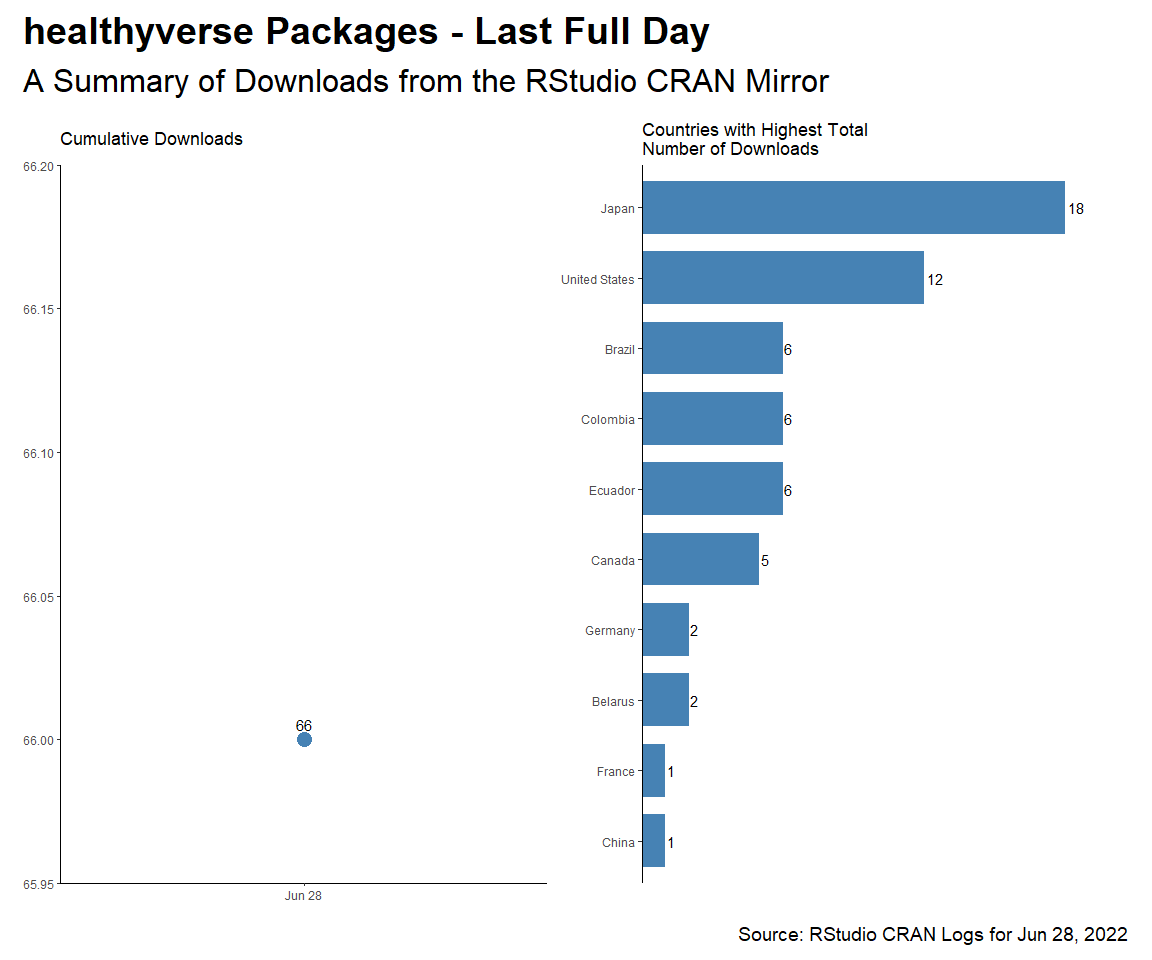 healthyverse Packages - Last Full Day
A Summary of Downloads from the RStudio CRAN Mirror
Cumulative Downloads
66.20
66.15
66.10
66.05
66.00
65.95
66
Jun 28
Countries with Highest Total
Number of Downloads
Japan 18
United States 12
Brazil 6
Colombia 6
Ecuador 6
Canada 5
Germany 2
Belarus 2
France 1
China 1
Source: RStudio CRAN Logs for Jun 28, 2022